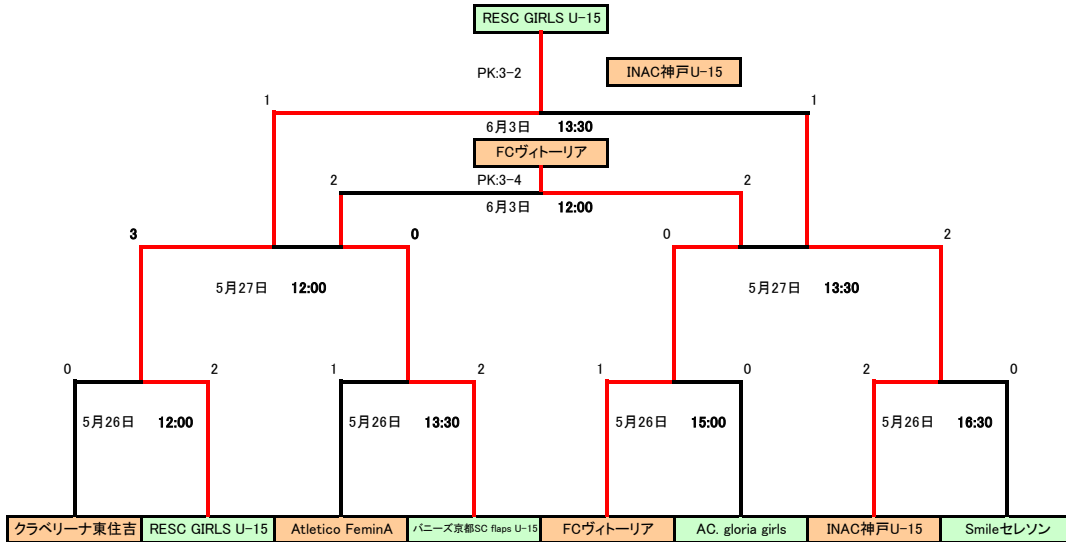 RESC GIRLS U-15
PK:3-2
INAC神戸U-15
1
1
6月3日 13:30
FCヴィトーリア
2
PK:3-4
2
6月3日 12:00
3
0
0
2
5月27日 12:00
5月27日 13:30
0
2
1
2
1
0
2
0
5月26日 12:00
5月26日 13:30
5月26日 15:00
5月26日 16:30
クラベリーナ東住吉
RESC GIRLS U-15
Atletico FeminA
バニーズ京都SC flaps U-15
FCヴィトーリア
AC. gloria girls
INAC神戸U-15
Smileセレソン